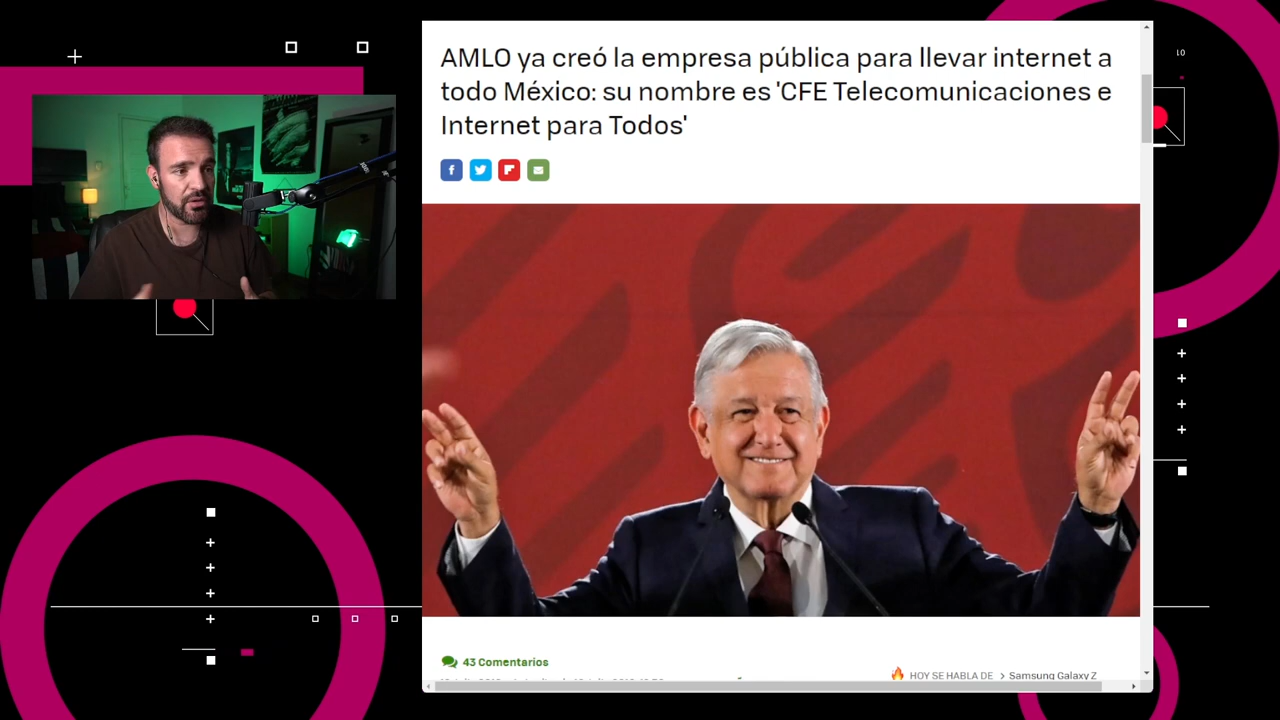 AMLO ya creó la empresa pública para llevar internet a
todo México: su nombre es 'CFE Telecomunicaciones e
Internet para Todos'
43 Comentarios
HOY SE HABLA DE > Samsung Galaxy Z